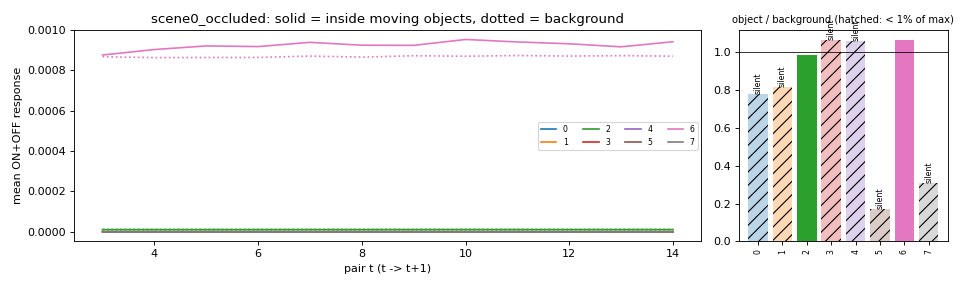 scene0_occluded: solid = inside moving objects, dotted = background
mean ON+OFF response
0.0010
0.0008
0.0006
0.0004
0.0002
0.0000
4 6 8 10 12 14
pair t (t -> t+1)
0 2 4 6
1 3 5 7
object / background (hatched: < 1% of max)
1.0
0.8
0.6
0.4
0.2
0.0
silent
silent
silent
silent
silent
silent
0 1 2 3 4 5 6 7